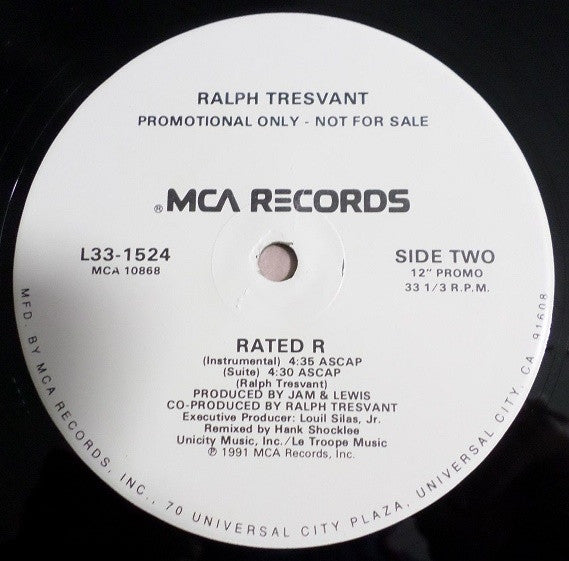 RALPH TRESVANT
PROMOTIONAL ONLY - NOT FOR SALE
® MCA RECORDS
L33-1524
MCA 10868
SIDE TWO
12" PROMO
33 1/3 R.P.M.
RATED R
(Instrumental) 4:35 ASCAP
(Suite) 4:30 ASCAP
(Ralph Tresvant)
PRODUCED BY JAM & LEWIS
CO-PRODUCED BY RALPH TRESVANT
Executive Producer: Louil Silas, Jr.
Remixed by Hank Shocklee
Unicity Music, Inc./Le Troope Music
℗ 1991 MCA Records, Inc.
MFD. BY MCA RECORDS, INC., 70 UNIVERSAL CITY PLAZA, UNIVERSAL CITY, CA. 91608